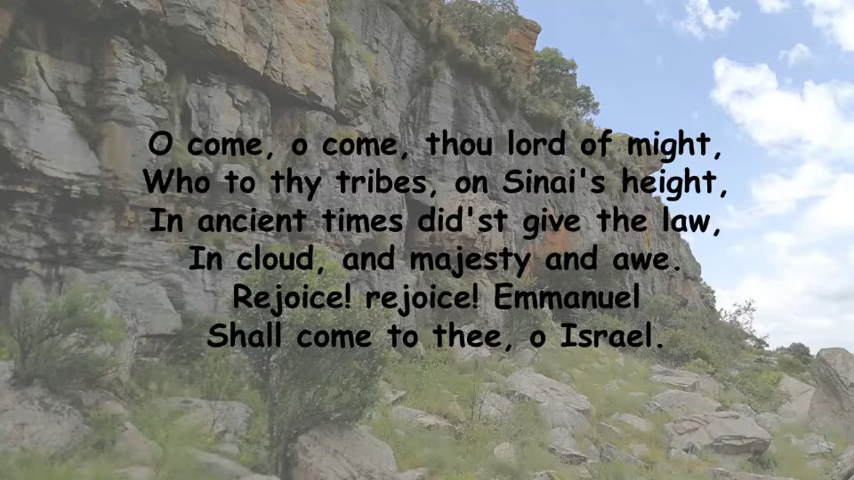 O come, o come, thou lord of might,
Who to thy tribes, on Sinai's height,
In ancient times did'st give the law,
In cloud, and majesty and awe.
Rejoice! rejoice! Emmanuel
Shall come to thee, o Israel.